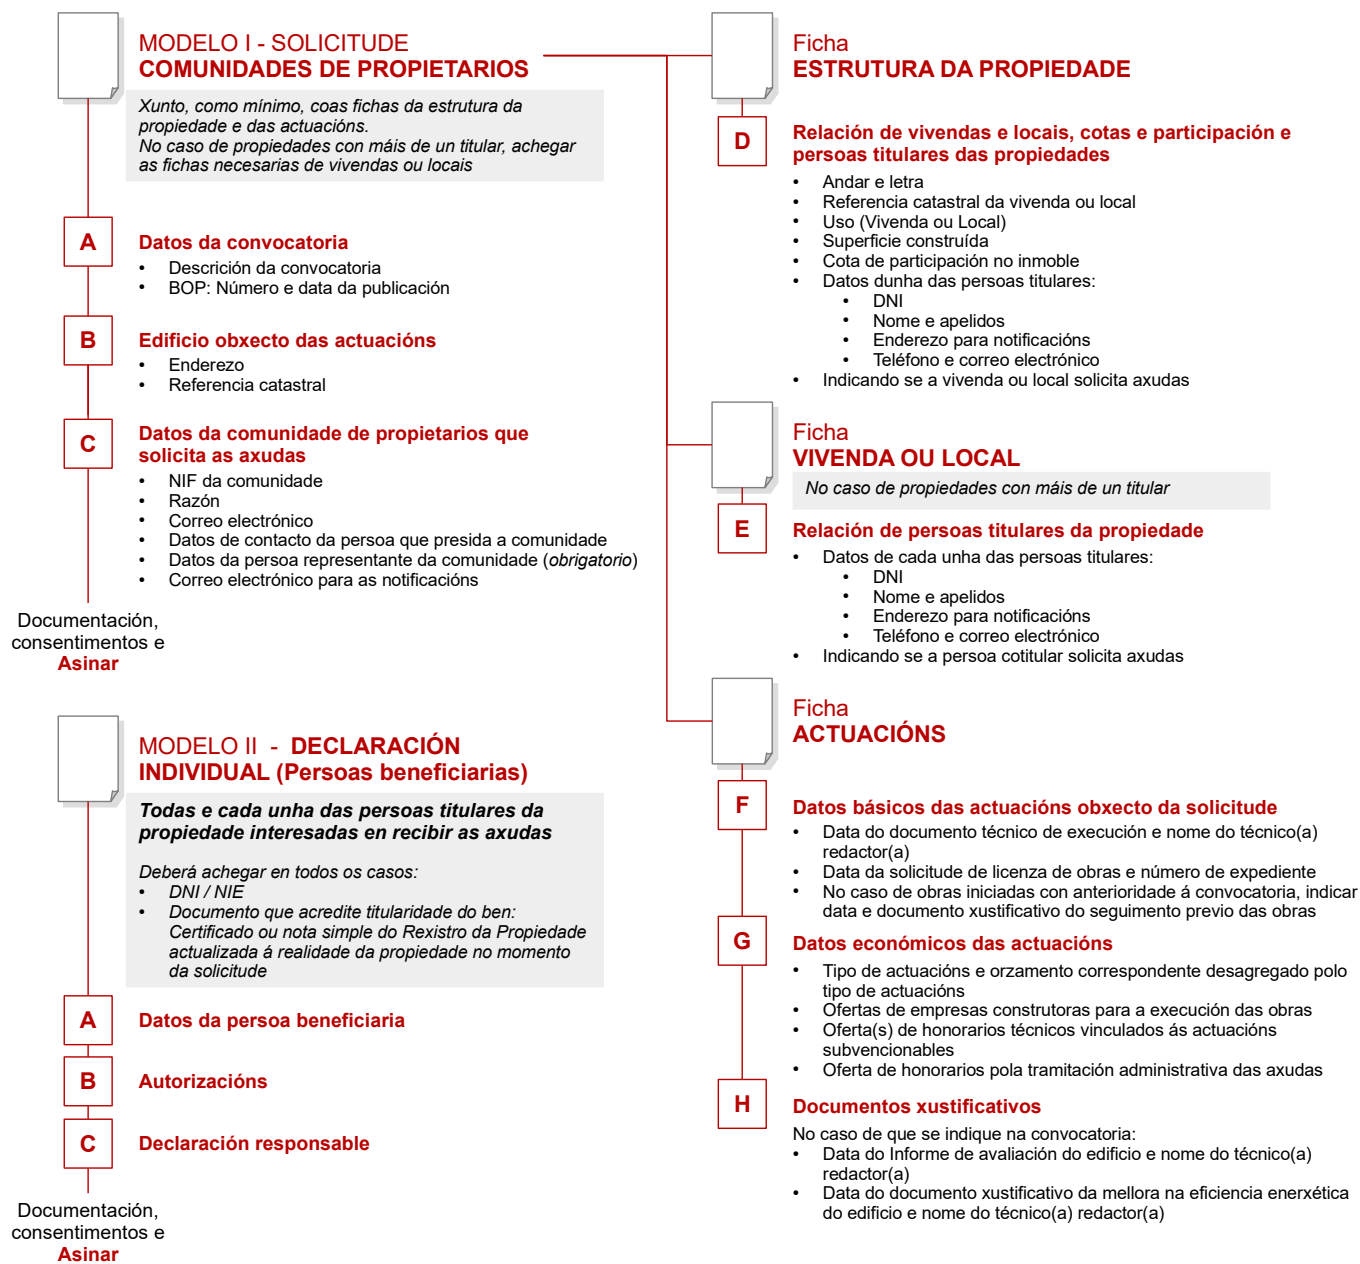 MODELO I - SOLICITUDE
COMUNIDADES DE PROPIETARIOS
Xunto, como mínimo, coas fichas da estrutura da
propiedade e das actuacións.
No caso de propiedades con máis de un titular, achegar
as fichas necesarias de vivendas ou locais
A
Datos da convocatoria
• Descrición da convocatoria
• BOP: Número e data da publicación
B
Edificio obxecto das actuacións
• Enderezo
• Referencia catastral
C
Datos da comunidade de propietarios que
solicita as axudas
• NIF da comunidade
• Razón
• Correo electrónico
• Datos de contacto da persoa que presida a comunidade
• Datos da persoa representante da comunidade (obrigatorio)
• Correo electrónico para as notificacións
Documentación,
consentimentos e
Asinar
MODELO II - DECLARACIÓN
INDIVIDUAL (Persoas beneficiarias)
Todas e cada unha das persoas titulares da
propiedade interesadas en recibir as axudas
Deberá achegar en todos os casos:
• DNI / NIE
• Documento que acredite titularidade do ben:
Certificado ou nota simple do Rexistro da Propiedade
actualizada á realidade da propiedade no momento
da solicitude
A
Datos da persoa beneficiaria
B
Autorizacións
C
Declaración responsable
Documentación,
consentimentos e
Asinar
Ficha
ESTRUTURA DA PROPIEDADE
D
Relación de vivendas e locais, cotas e participación e
persoas titulares das propiedades
• Andar e letra
• Referencia catastral da vivenda ou local
• Uso (Vivenda ou Local)
• Superficie construída
• Cota de participación no inmoble
• Datos dunha das persoas titulares:
• DNI
• Nome e apelidos
• Enderezo para notificacións
• Teléfono e correo electrónico
• Indicando se a vivenda ou local solicita axudas
Ficha
VIVENDA OU LOCAL
No caso de propiedades con máis de un titular
E
Relación de persoas titulares da propiedade
• Datos de cada unha das persoas titulares:
• DNI
• Nome e apelidos
• Enderezo para notificacións
• Teléfono e correo electrónico
• Indicando se a persoa cotitular solicita axudas
Ficha
ACTUACIÓNS
F
Datos básicos das actuacións obxecto da solicitude
• Data do documento técnico de execución e nome do técnico(a)
redactor(a)
• Data da solicitude de licenza de obras e número de expediente
• No caso de obras iniciadas con anterioridade á convocatoria, indicar
data e documento xustificativo do seguimento previo das obras
G
Datos económicos das actuacións
• Tipo de actuacións e orzamento correspondente desagregado polo
tipo de actuacións
• Ofertas de empresas construtoras para a execución das obras
• Oferta(s) de honorarios técnicos vinculados ás actuacións
subvencionables
• Oferta de honorarios pola tramitación administrativa das axudas
H
Documentos xustificativos
No caso de que se indique na convocatoria:
• Data do Informe de avaliación do edificio e nome do técnico(a)
redactor(a)
• Data do documento xustificativo da mellora na eficiencia enerxética
do edificio e nome do técnico(a) redactor(a)